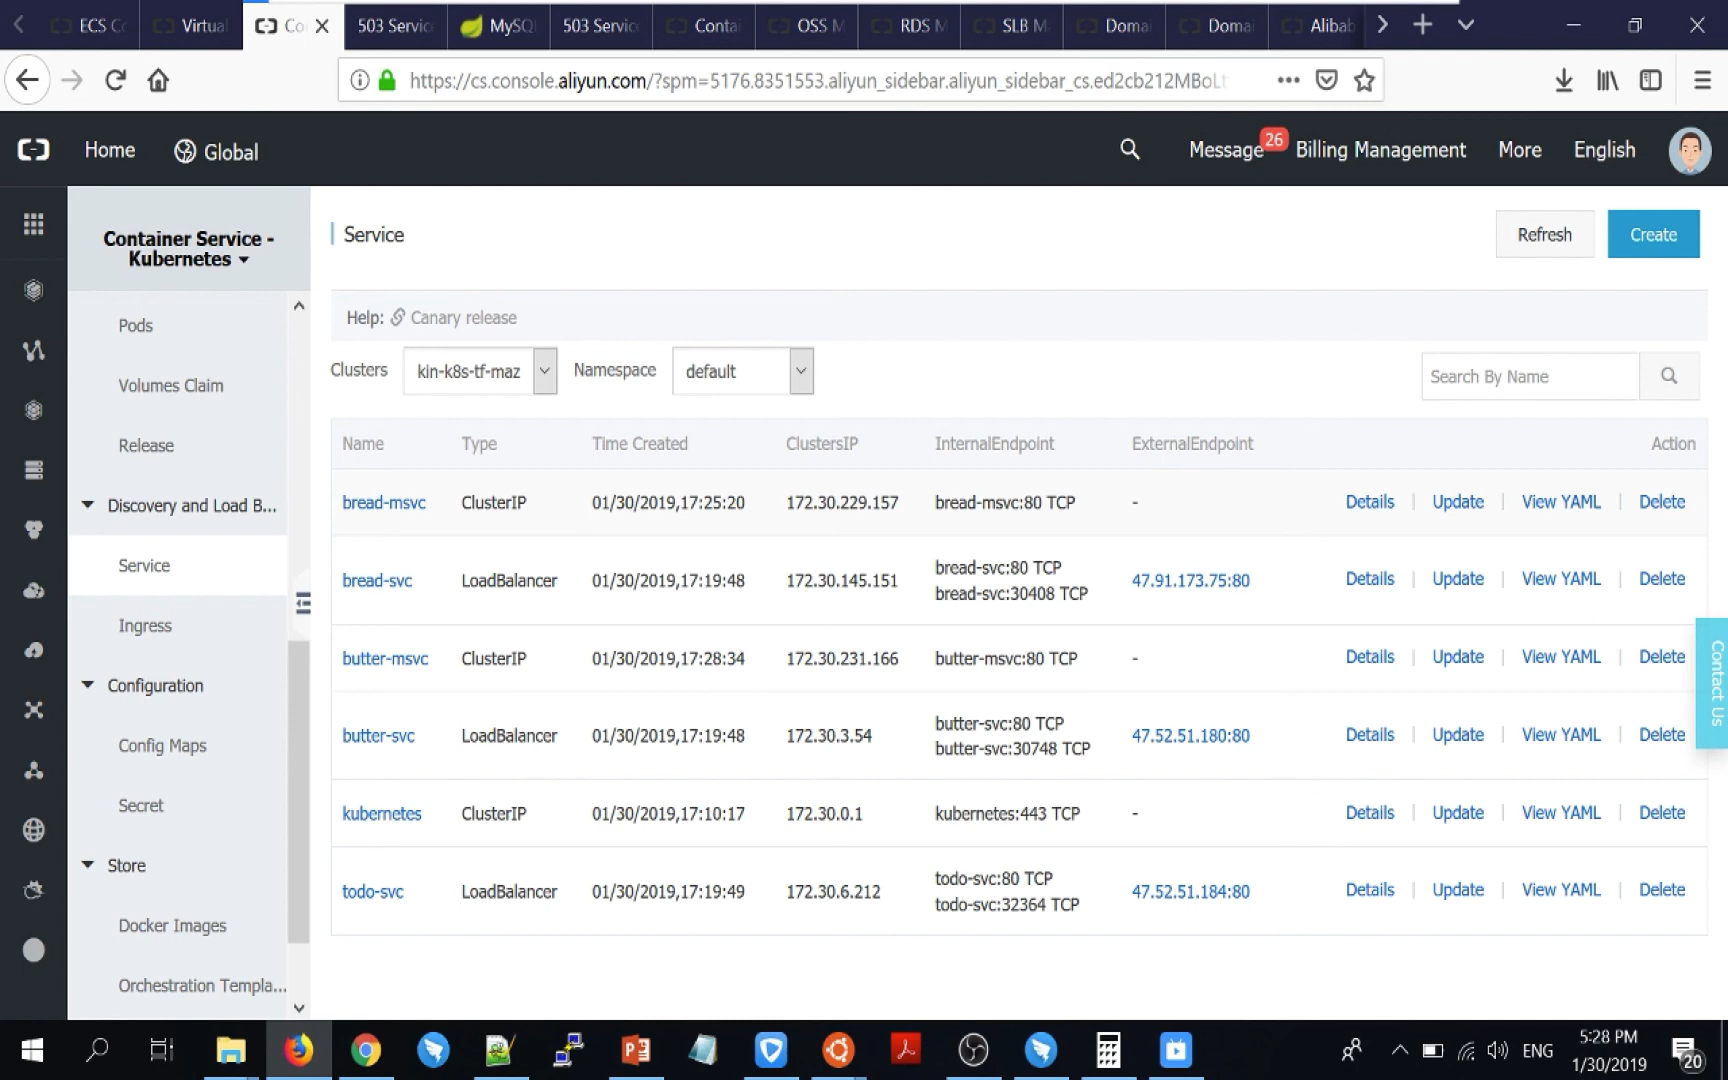 ECS Co
Virtual
Co
503 Servic
MySQ
503 Servic
Contai
OSS M
RDS M
SLB M
Domai
Domai
Alibab
https://cs.console.aliyun.com/?spm=5176.8351553.aliyun_sidebar.aliyun_sidebar_cs.ed2cb212MBoLt
Home
Global
Message
26
Billing Management
More
English
Container Service -
Kubernetes
Pods
Volumes Claim
Release
Discovery and Load B...
Service
Ingress
Configuration
Config Maps
Secret
Store
Docker Images
Orchestration Templa...
Service
Refresh
Create
Help: Canary release
Clusters kin-k8s-tf-maz Namespace default
Search By Name
Name Type Time Created ClustersIP InternalEndpoint ExternalEndpoint Action
bread-msvc ClusterIP 01/30/2019,17:25:20 172.30.229.157 bread-msvc:80 TCP - Details | Update | View YAML | Delete
bread-svc LoadBalancer 01/30/2019,17:19:48 172.30.145.151 bread-svc:80 TCP 47.91.173.75:80 Details | Update | View YAML | Delete
bread-svc:30408 TCP
butter-msvc ClusterIP 01/30/2019,17:28:34 172.30.231.166 butter-msvc:80 TCP - Details | Update | View YAML | Delete
butter-svc LoadBalancer 01/30/2019,17:19:48 172.30.3.54 butter-svc:80 TCP 47.52.51.180:80 Details | Update | View YAML | Delete
butter-svc:30748 TCP
kubernetes ClusterIP 01/30/2019,17:10:17 172.30.0.1 kubernetes:443 TCP - Details | Update | View YAML | Delete
todo-svc LoadBalancer 01/30/2019,17:19:49 172.30.6.212 todo-svc:80 TCP 47.52.51.184:80 Details | Update | View YAML | Delete
todo-svc:32364 TCP
Contact Us
ENG
5:28 PM
1/30/2019
20